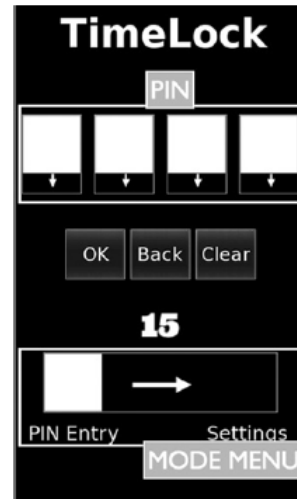 TimeLock
PIN
OK Back Clear
15
PIN Entry Settings
MODE MENU